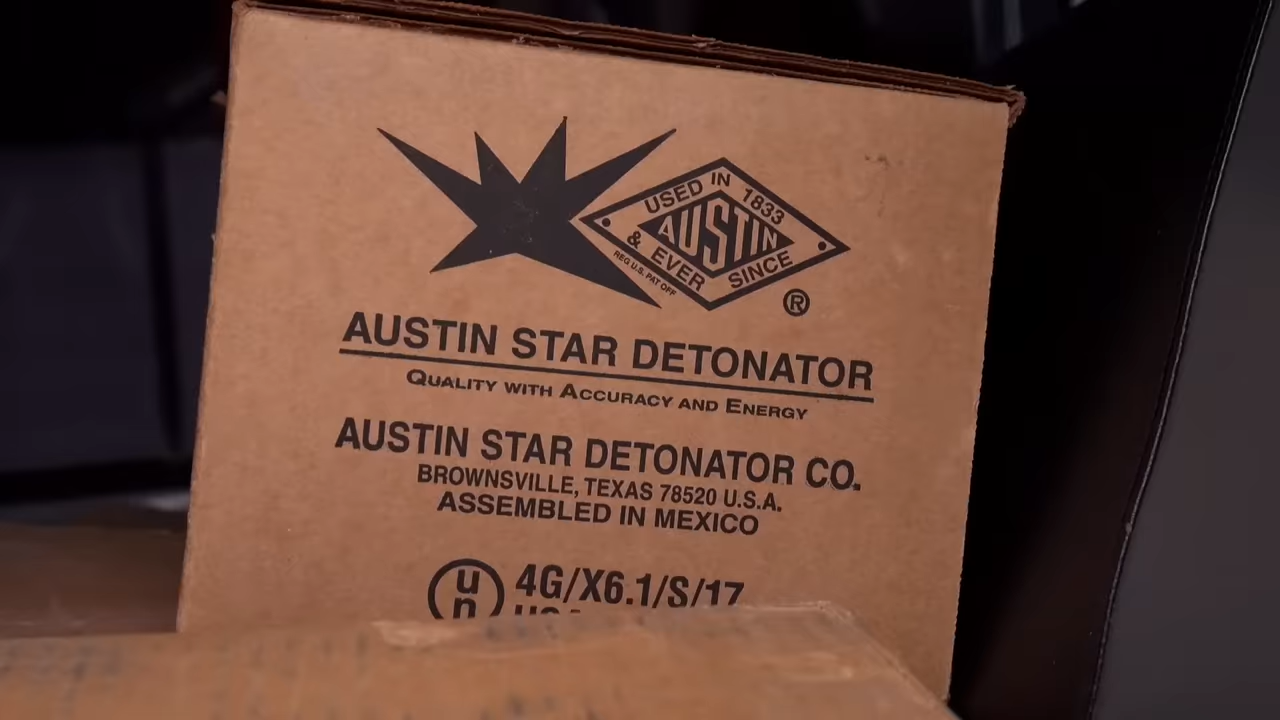 USED IN 1833
AUSTIN
& EVER SINCE
REG U.S. PAT OFF
®
AUSTIN STAR DETONATOR
QUALITY WITH ACCURACY AND ENERGY
AUSTIN STAR DETONATOR CO.
BROWNSVILLE, TEXAS 78520 U.S.A.
ASSEMBLED IN MEXICO
un 4G/X6.1/S/17